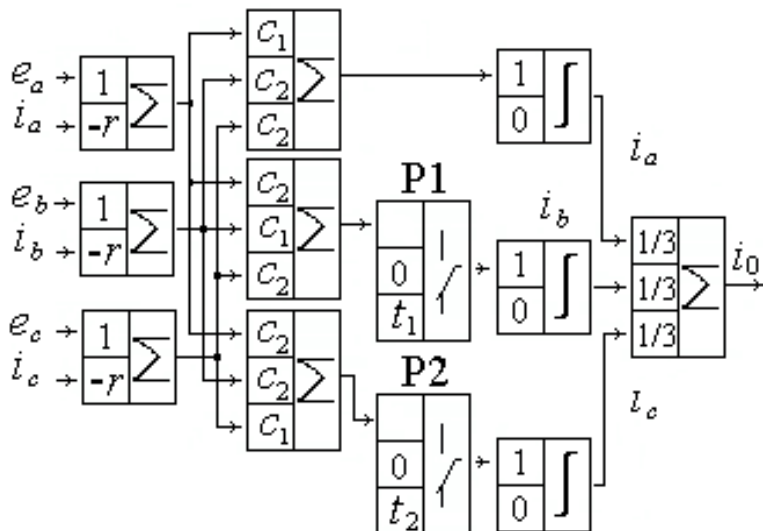 e_a
i_a
1
-r
Σ
e_b
i_b
1
-r
Σ
e_c
i_c
1
-r
Σ
C_1
C_2
C_2
Σ
C_2
C_1
C_2
Σ
C_2
C_2
C_1
Σ
P1
0
t_1
P2
0
t_2
1
0
∫
i_a
i_b
1
0
∫
1
0
∫
i_c
1/3
1/3
1/3
Σ
i_0